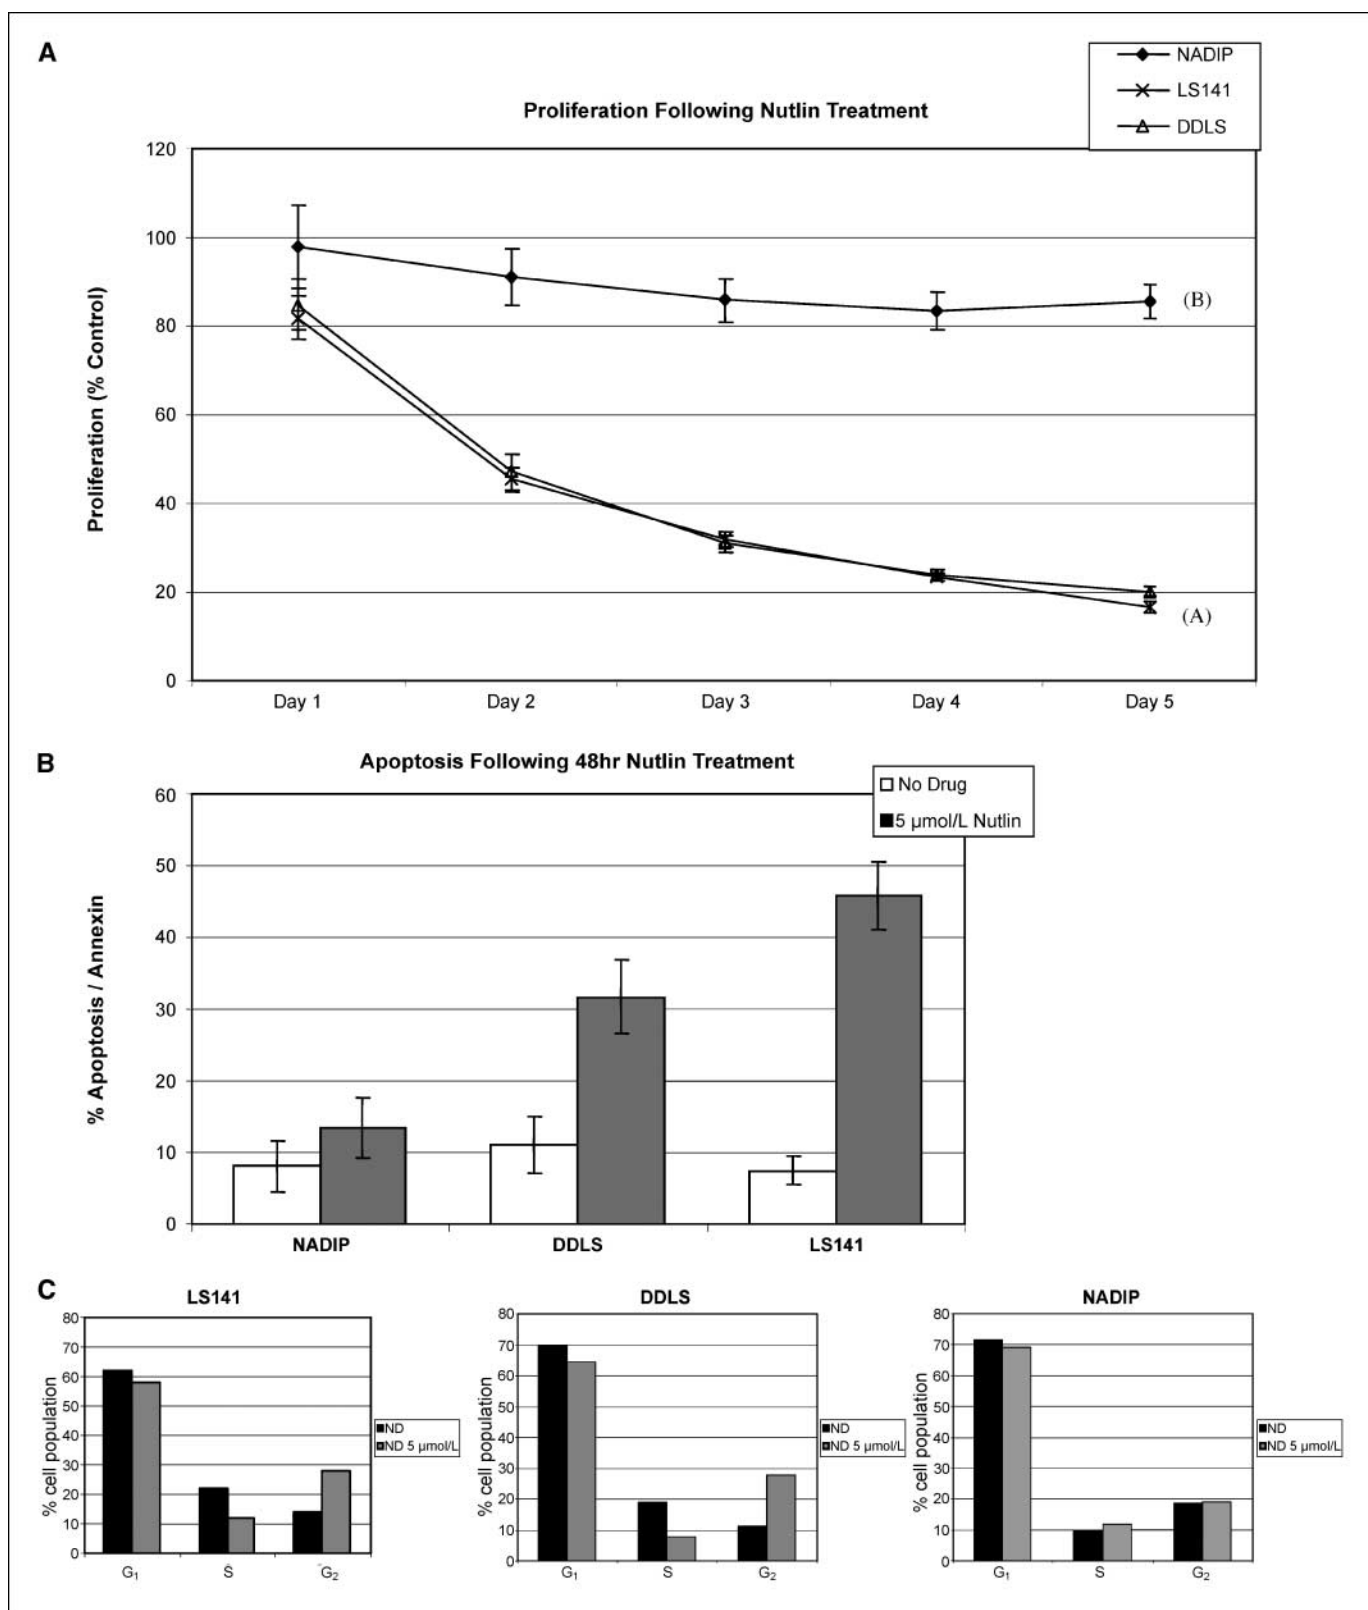 A
NADIP
LS141
DDLS
Proliferation Following Nutlin Treatment
Proliferation (% Control)
120
100
80
60
40
20
0
(B)
(A)
Day 1 Day 2 Day 3 Day 4 Day 5
B
Apoptosis Following 48hr Nutlin Treatment
No Drug
5 µmol/L Nutlin
% Apoptosis / Annexin
60
50
40
30
20
10
0
NADIP DDLS LS141
C
LS141
% cell population
80
70
60
50
40
30
20
10
0
G₁ S G₂
ND
ND 5 µmol/L
DDLS
% cell population
80
70
60
50
40
30
20
10
0
G₁ S G₂
ND
ND 5 µmol/L
NADIP
% cell population
80
70
60
50
40
30
20
10
0
G₁ S G₂
ND
ND 5 µmol/L